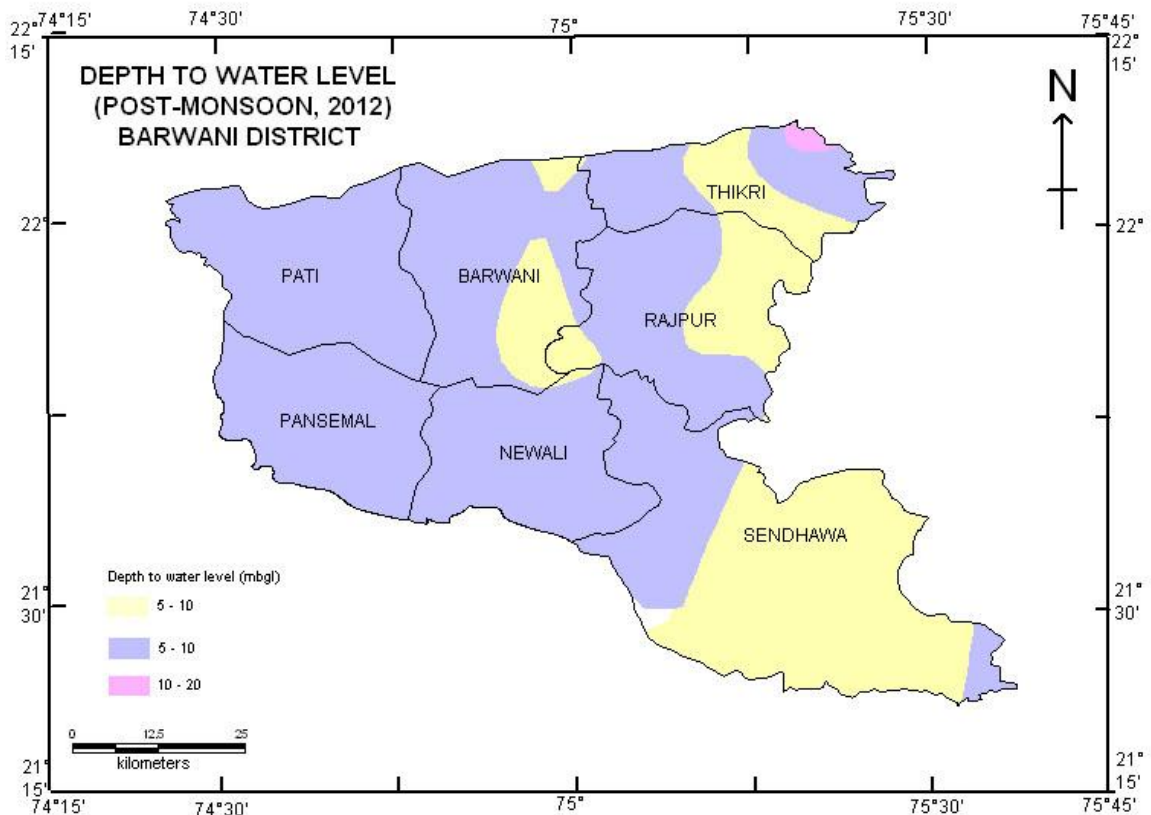 74°15' 74°30' 75° 75°30' 75°45'
22° 15' 22° 15'
DEPTH TO WATER LEVEL
(POST-MONSOON, 2012)
BARWANI DISTRICT
N
THIKRI
22° 22°
PATI BARWANI
RAJPUR
PANSEMAL
NEWALI
SENDHAWA
Depth to water level (mbgl)
21° 30' 21° 30'
5 - 10
5 - 10
10 - 20
0 12.5 25
kilometers
21° 15' 21° 15'
74°15' 74°30' 75° 75°30' 75°45'